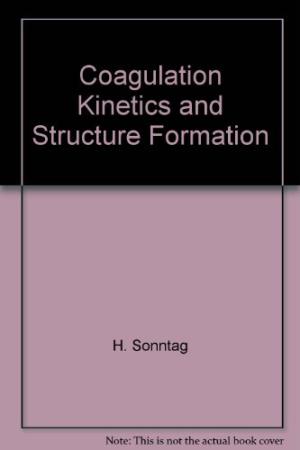 Coagulation
Kinetics and
Structure Formation
H. Sonntag
Note: This is not the actual book cover